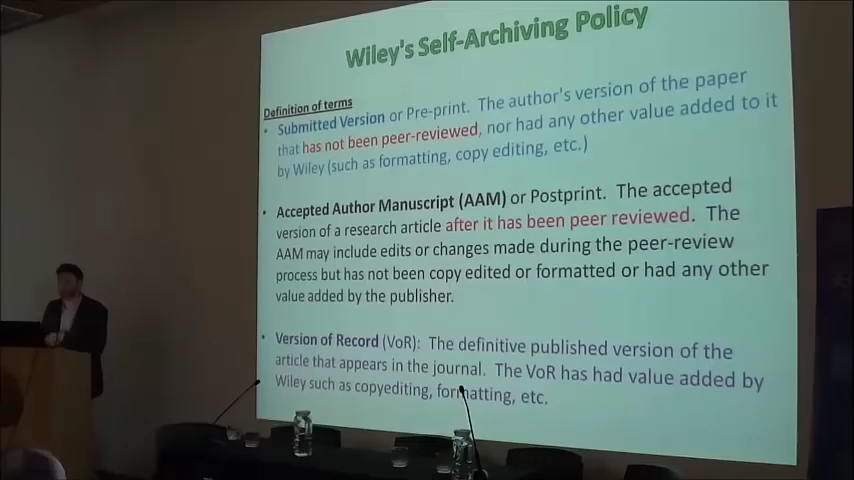 Wiley's Self-Archiving Policy
Definition of terms
• Submitted Version or Pre-print. The author's version of the paper
that has not been peer-reviewed, nor had any other value added to it
by Wiley (such as formatting, copy editing, etc.)
• Accepted Author Manuscript (AAM) or Postprint. The accepted
version of a research article after it has been peer reviewed. The
AAM may include edits or changes made during the peer-review
process but has not been copy edited or formatted or had any other
value added by the publisher.
• Version of Record (VoR): The definitive published version of the
article that appears in the journal. The VoR has had value added by
Wiley such as copyediting, formatting, etc.